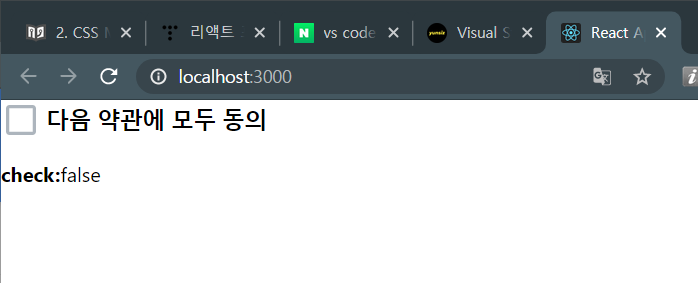 2. CSS
리액트
vs code
Visual S
React A
localhost:3000
다음 약관에 모두 동의
check:false